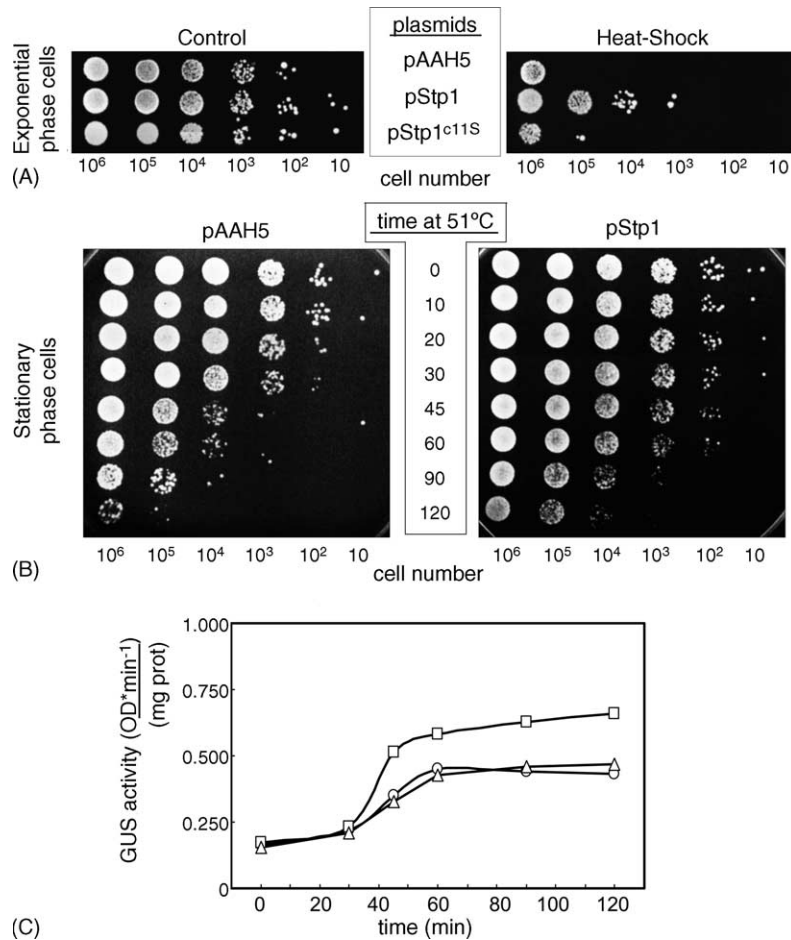 Control
plasmids
Heat-Shock
Exponential
phase cells
pAAH5
pStp1
pStp1c11S
10⁶ 10⁵ 10⁴ 10³ 10² 10
10⁶ 10⁵ 10⁴ 10³ 10² 10
(A)
cell number
time at 51ºC
pAAH5
pStp1
Stationary
phase cells
0
10
20
30
45
60
90
120
10⁶ 10⁵ 10⁴ 10³ 10² 10
10⁶ 10⁵ 10⁴ 10³ 10² 10
(B)
cell number
GUS activity (OD*min⁻¹)
(mg prot)
1.000
0.750
0.500
0.250
0
0 20 40 60 80 100 120
time (min)
(C)